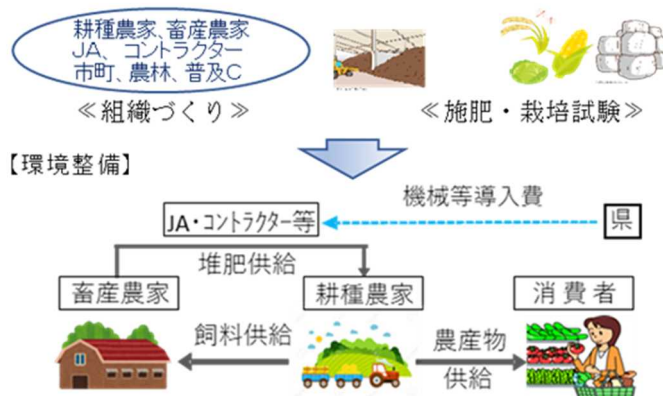 耕種農家、畜産農家
JA、コントラクター
市町、農林、普及C
≪組織づくり≫
≪施肥・栽培試験≫
【環境整備】
機械等導入費
JA・コントラクター等
県
堆肥供給
畜産農家
耕種農家
消費者
飼料供給
農産物
供給